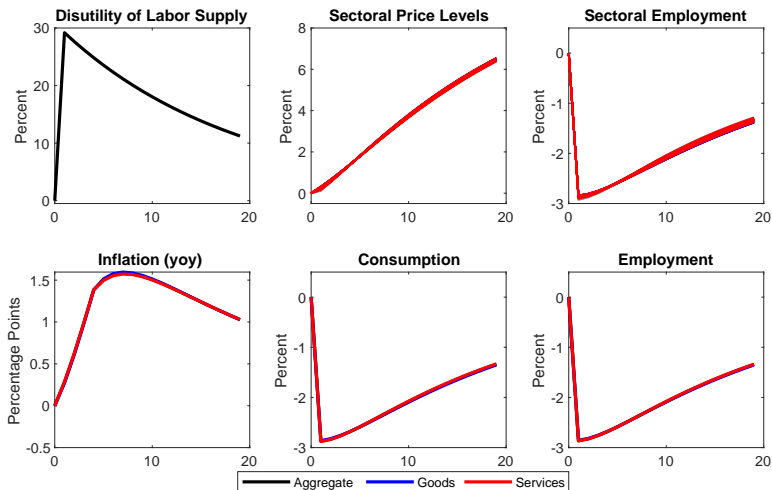 Disutility of Labor Supply
30
20
10
0
Percent
0 10 20
Sectoral Price Levels
8
6
4
2
0
Percent
0 10 20
Sectoral Employment
0
-1
-2
-3
Percent
0 10 20
Inflation (yoy)
1.5
1
0.5
0
-0.5
Percentage Points
0 10 20
Consumption
0
-1
-2
-3
Percent
0 10 20
Employment
0
-1
-2
-3
Percent
0 10 20
Aggregate Goods Services